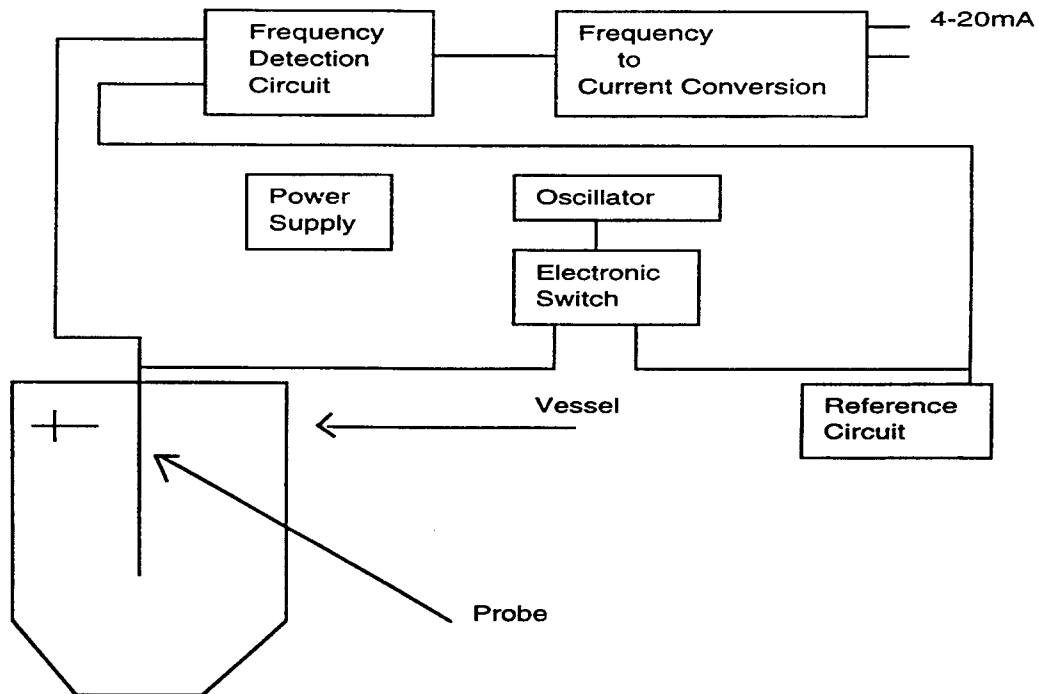 Frequency
Detection
Circuit
Frequency
to
Current Conversion
4-20mA
Power
Supply
Oscillator
Electronic
Switch
Vessel
Reference
Circuit
Probe